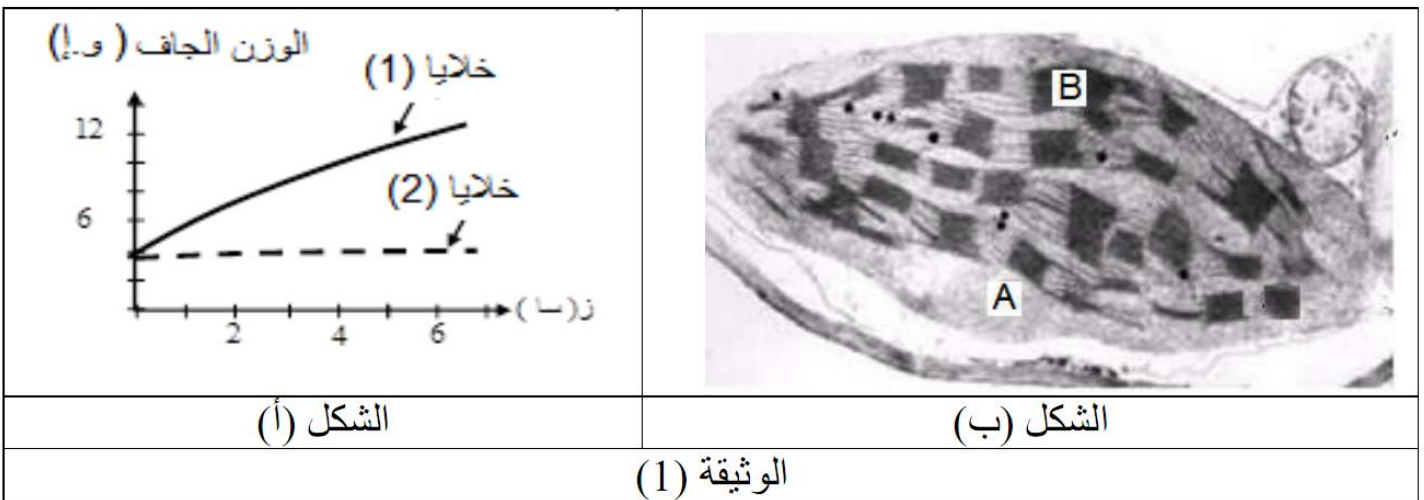 الوزن الجاف ( و.إ)
خلايا (1)
12
خلايا (2)
6
2 4 6
ز(سا)
B
A
الشكل (أ)
الشكل (ب)
الوثيقة (1)